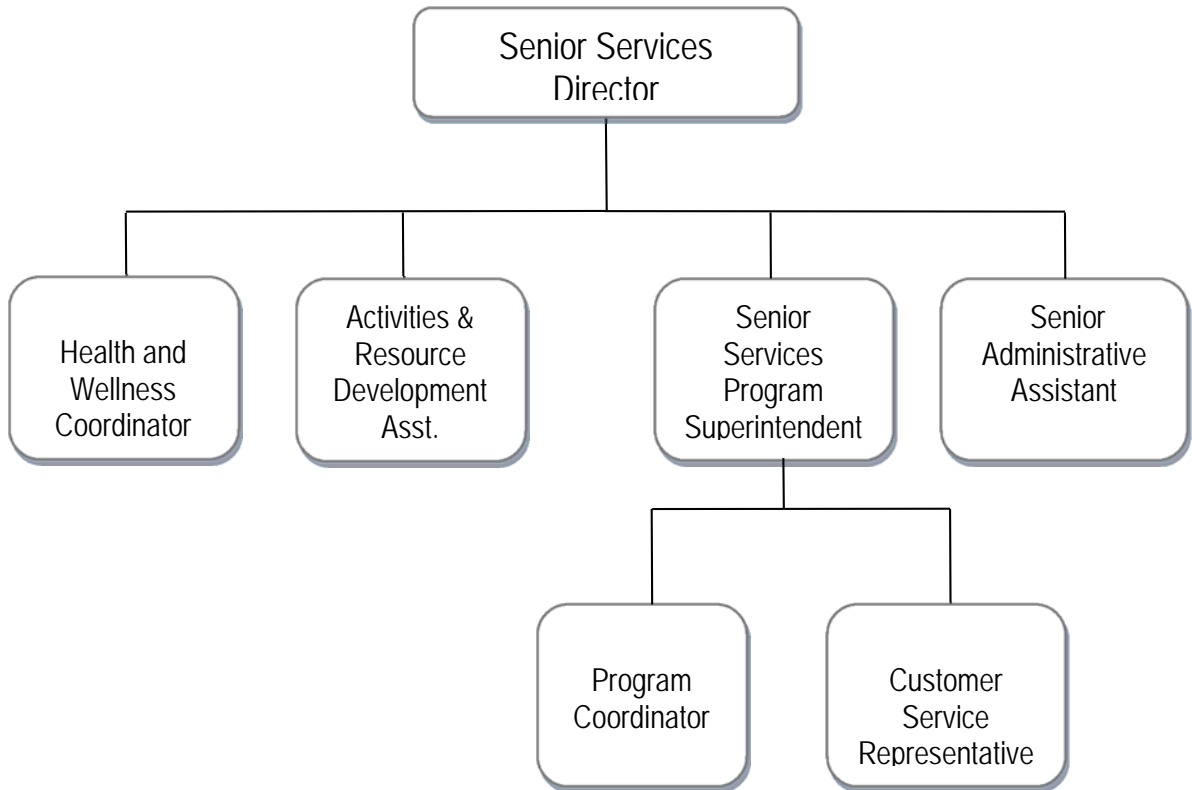 Senior Services
Director
Health and
Wellness
Coordinator
Activities &
Resource
Development
Asst.
Senior
Services
Program
Superintendent
Senior
Administrative
Assistant
Program
Coordinator
Customer
Service
Representative